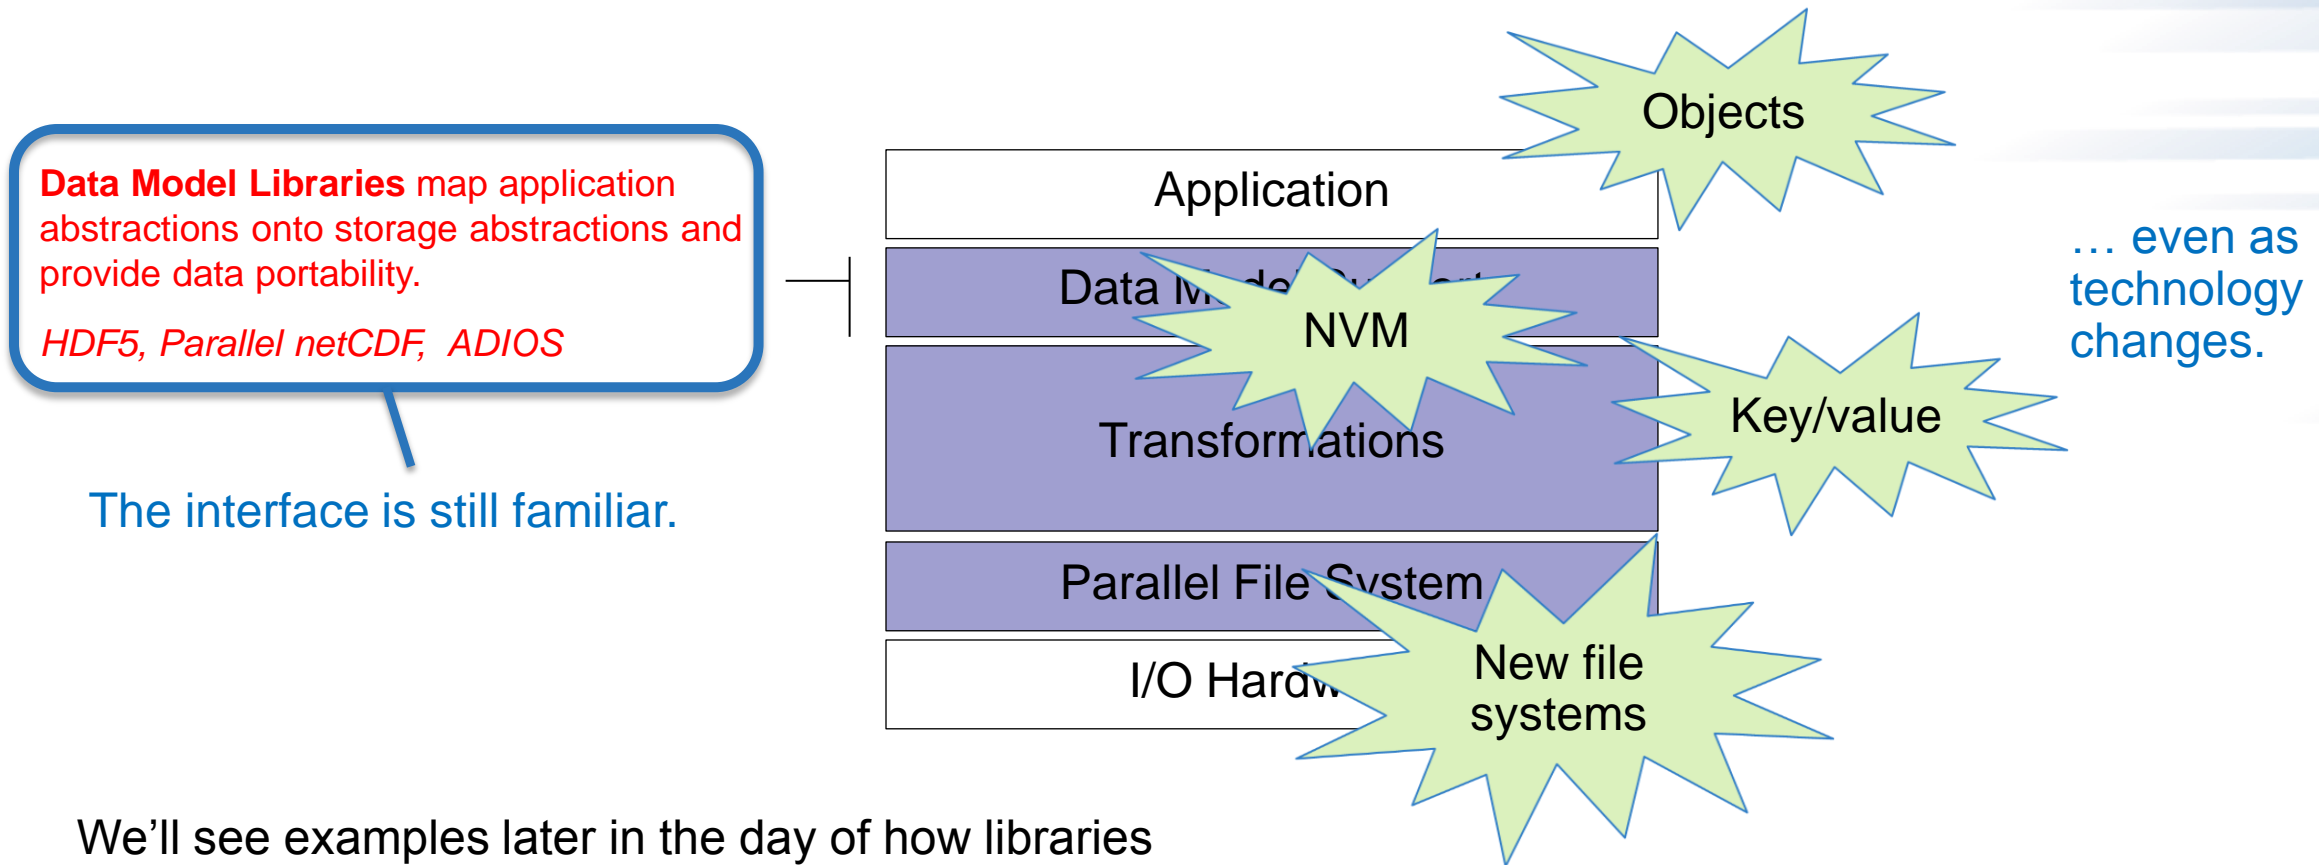 Objects
Application
Data Model Libraries map application
abstractions onto storage abstractions and
provide data portability.
HDF5, Parallel netCDF, ADIOS
… even as
technology
changes.
Data Model
NVM
Key/value
Transformations
The interface is still familiar.
Parallel File System
New file
systems
I/O
We’ll see examples later in the day of how libraries